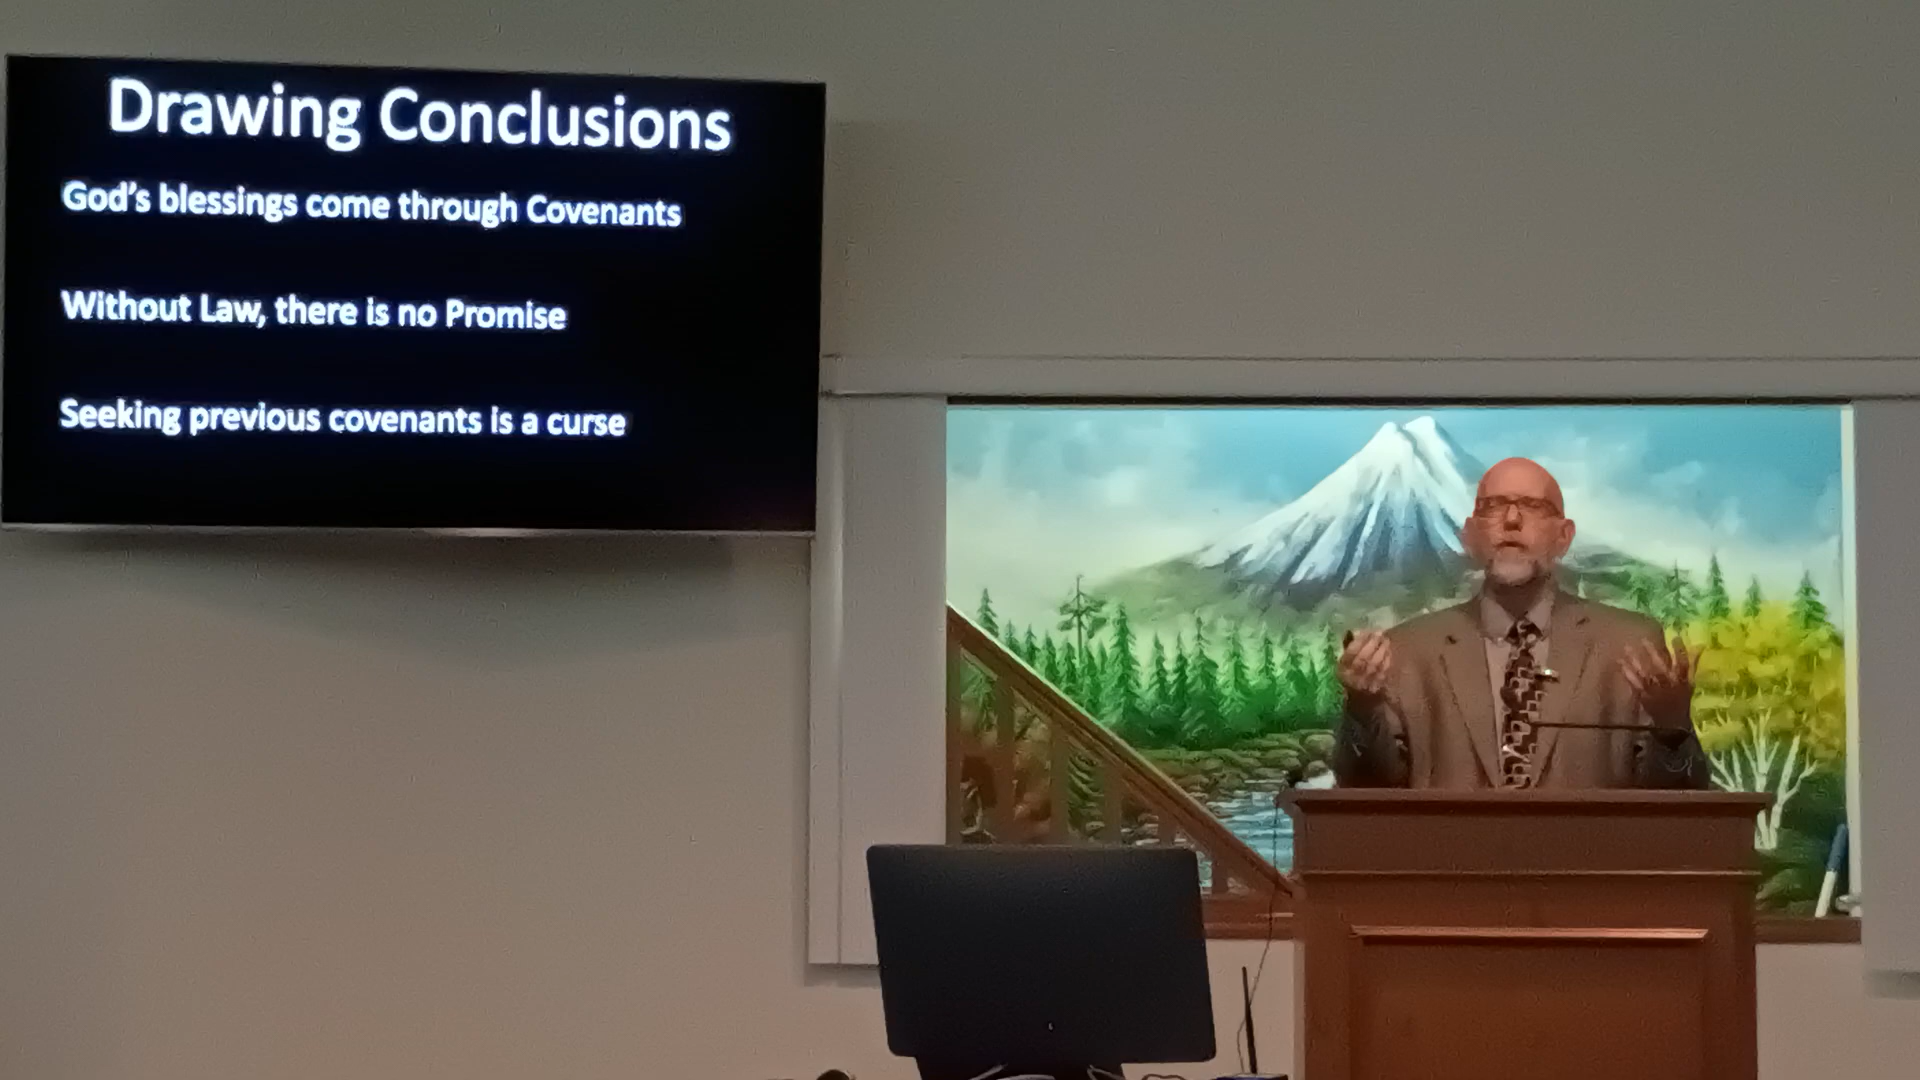 Drawing Conclusions
God’s blessings come through Covenants
Without Law, there is no Promise
Seeking previous covenants is a curse